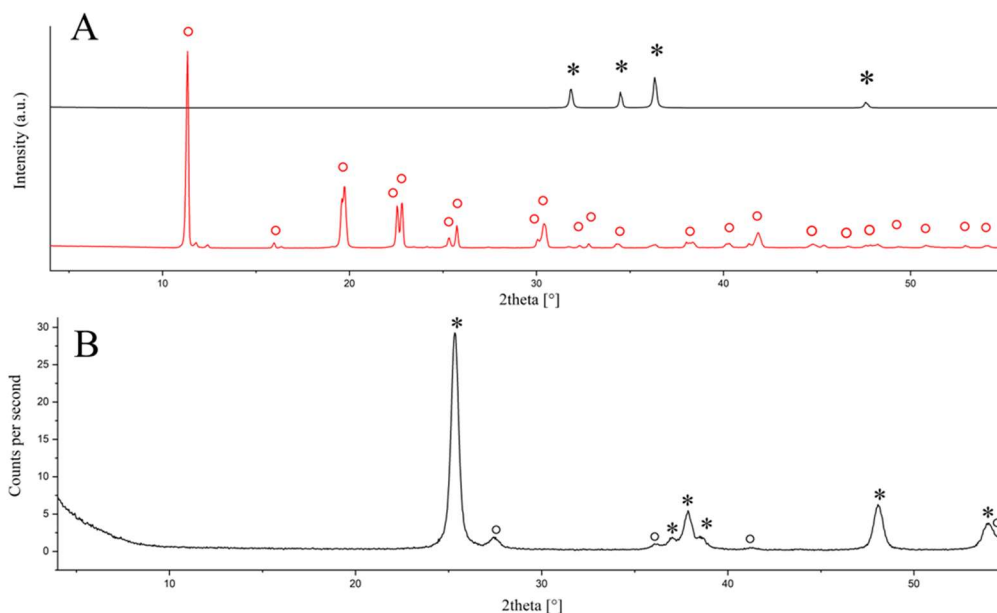 A
Intensity (a.u.)
* * * *
10 20 30 40 50
2theta [°]
B
Counts per second
30
25
20
15
10
5
0
* * * * * *
10 20 30 40 50
2theta [°]